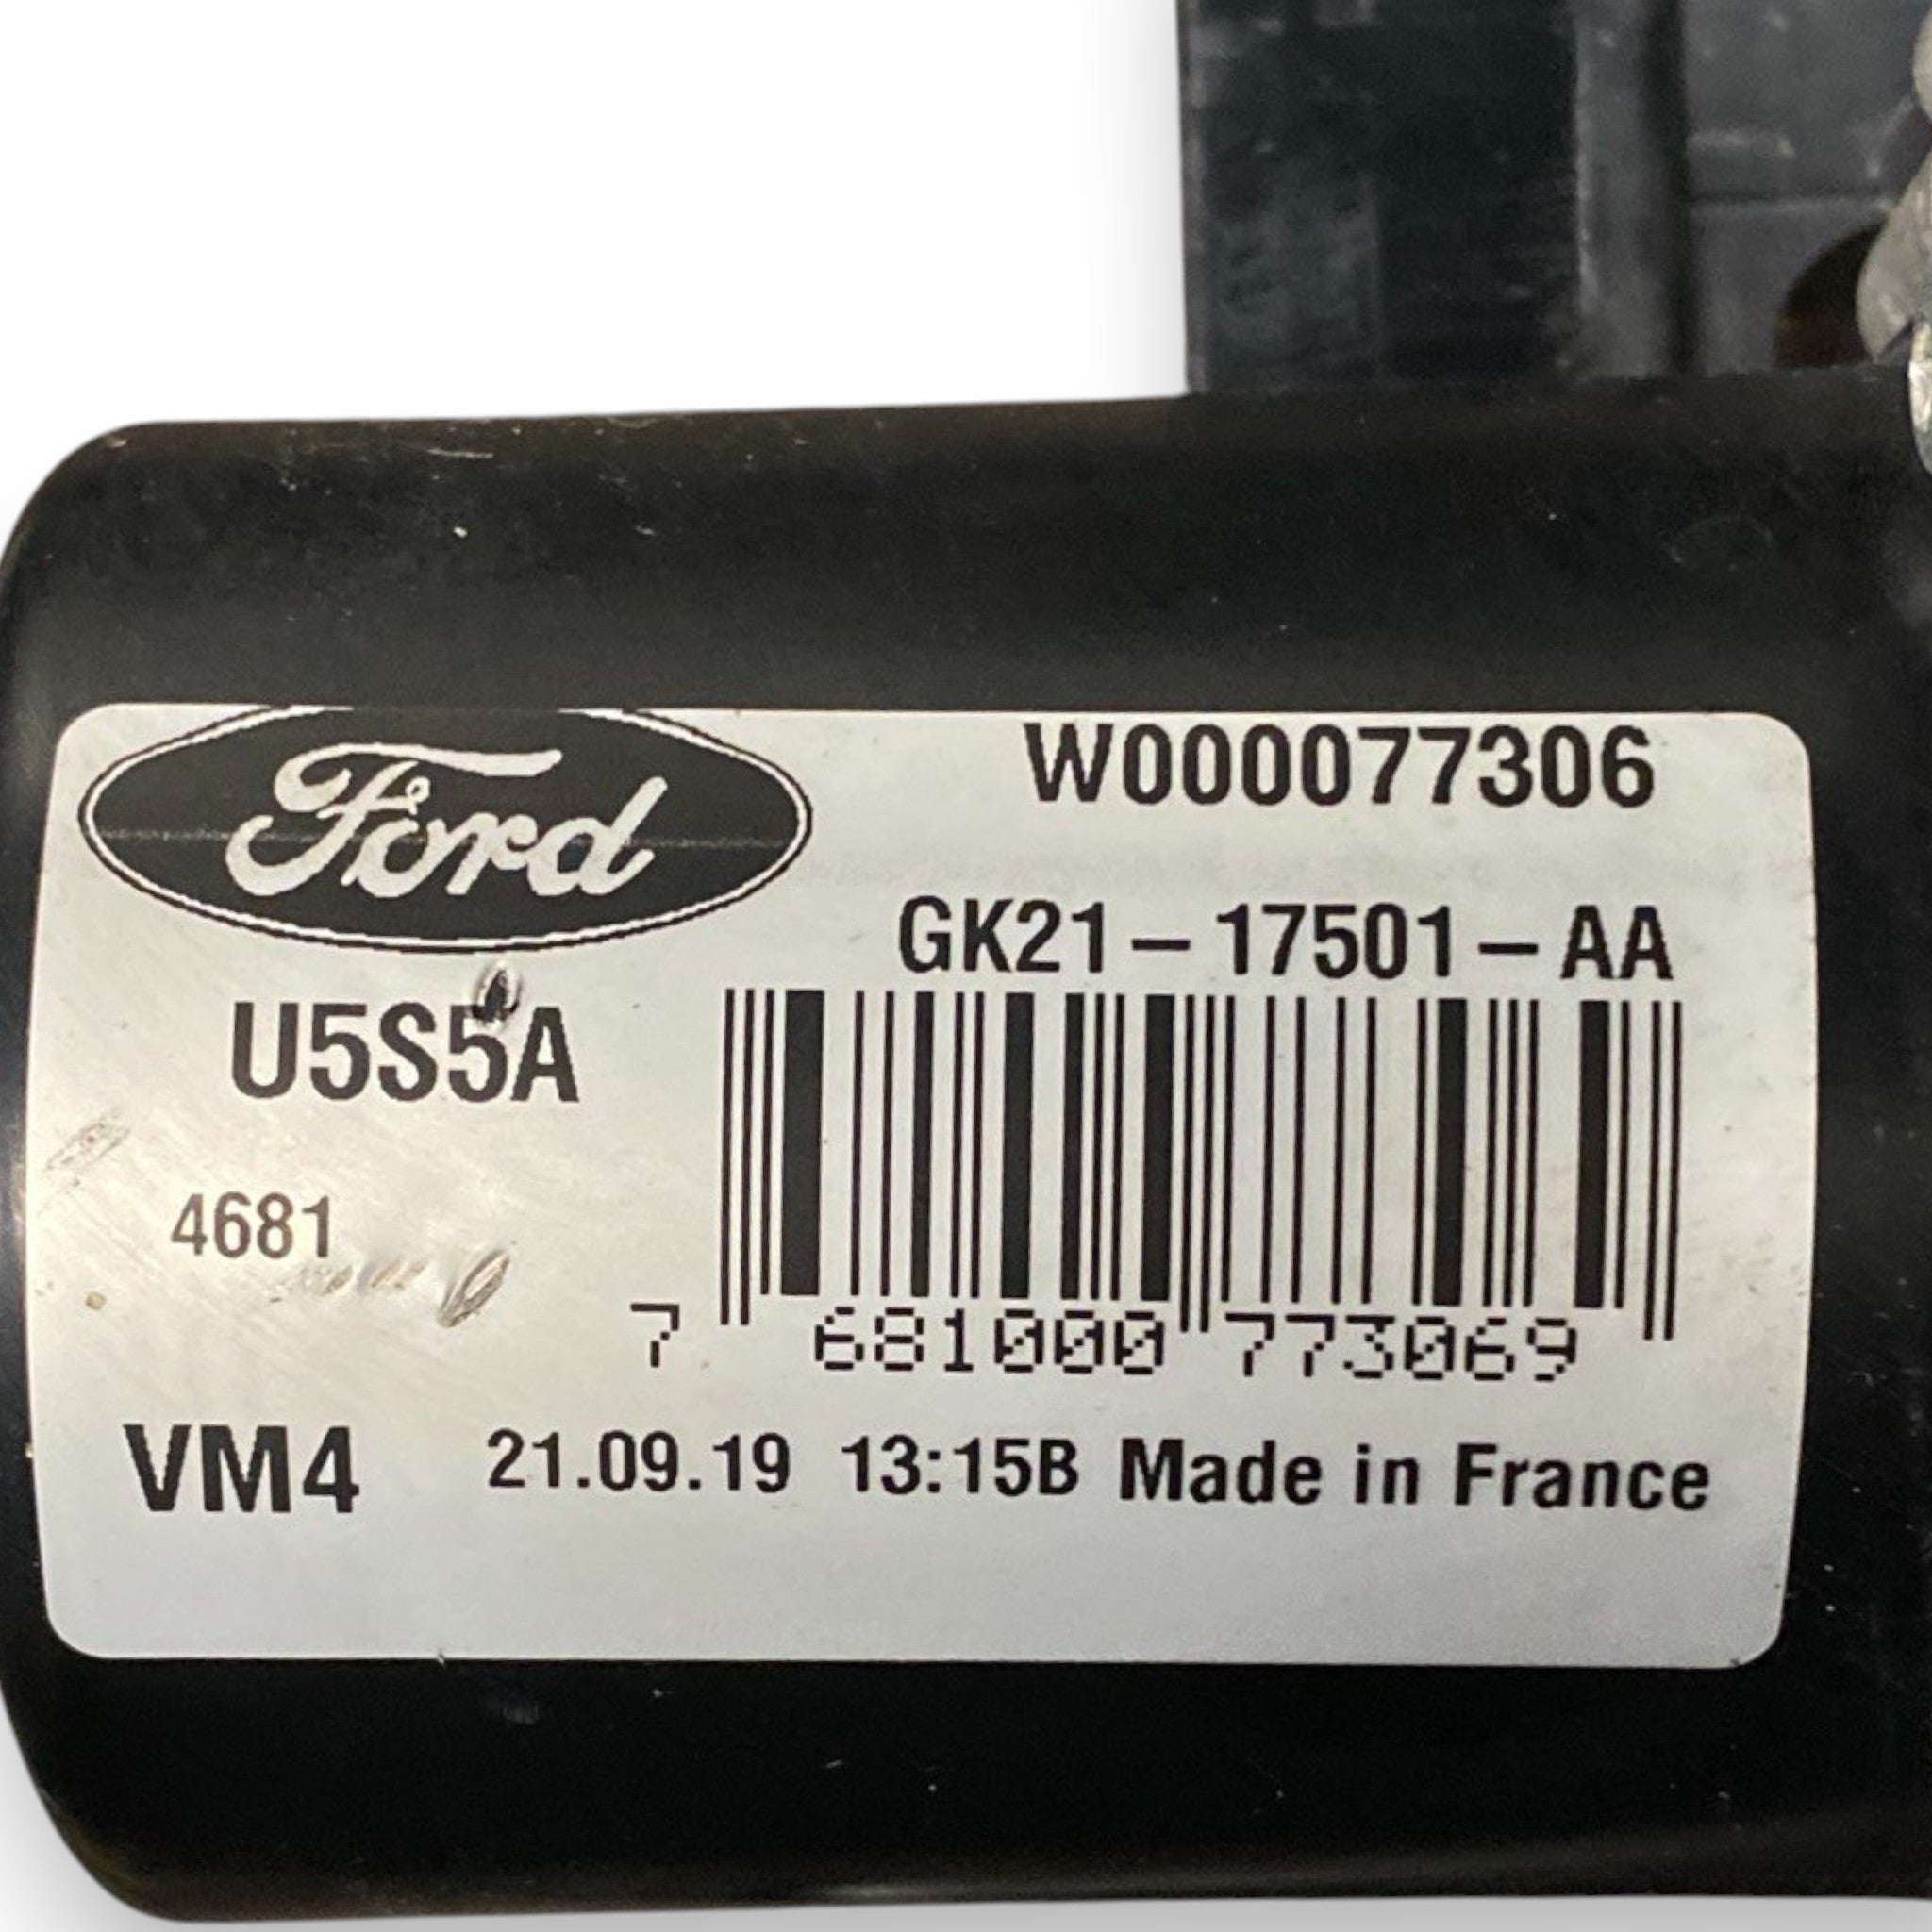 Ford
W000077306
GK21-17501-AA
U5S5A
4681
7 681000 773069
VM4 21.09.19 13:15B Made in France